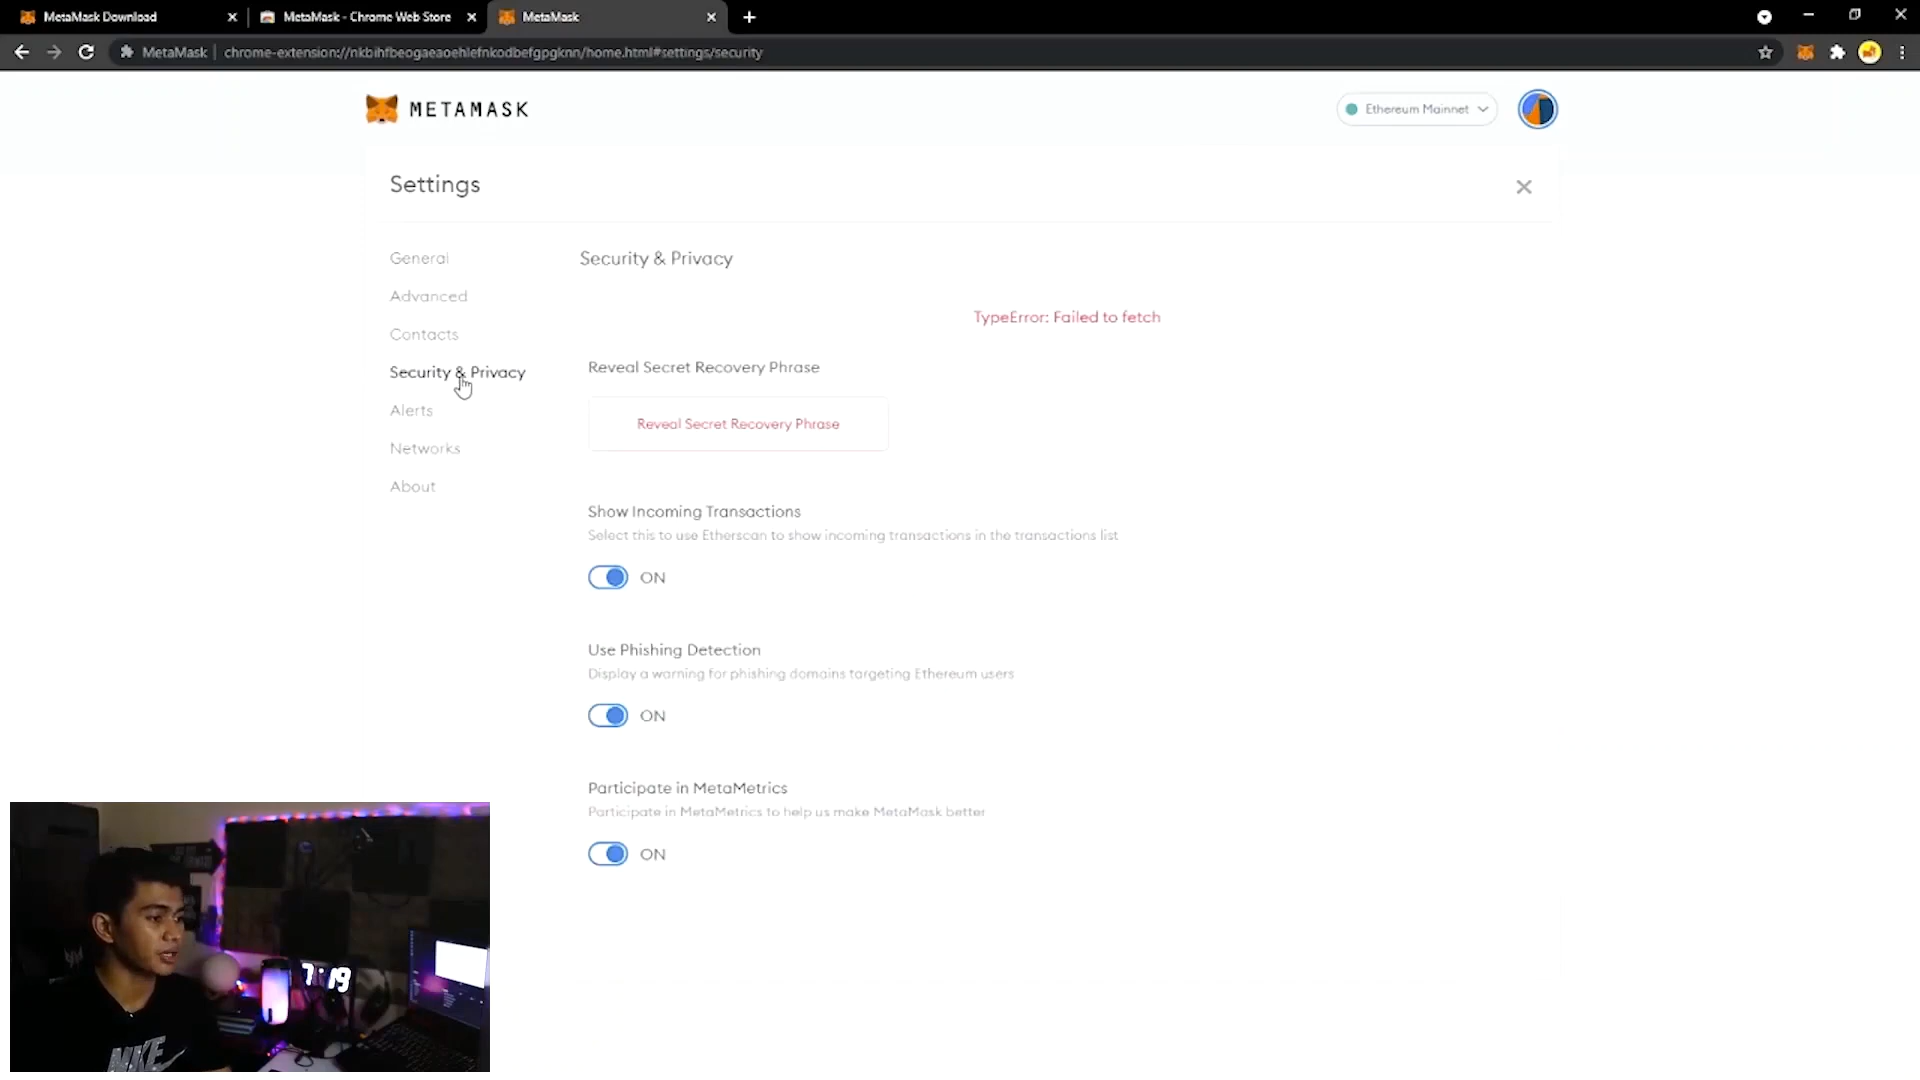 MetaMask Download
MetaMask - Chrome Web Store
MetaMask
MetaMask | chrome-extension://nkbihfbeogaeaoehlefnkodbefgpgknn/home.html#settings/security
METAMASK
Ethereum Mainnet
Settings
General
Advanced
Contacts
Security & Privacy
Alerts
Networks
About
Security & Privacy
TypeError: Failed to fetch
Reveal Secret Recovery Phrase
Reveal Secret Recovery Phrase
Show Incoming Transactions
Select this to use Etherscan to show incoming transactions in the transactions list
ON
Use Phishing Detection
Display a warning for phishing domains targeting Ethereum users
ON
Participate in MetaMetrics
Participate in MetaMetrics to help us make MetaMask better
ON
7:19
NIKE